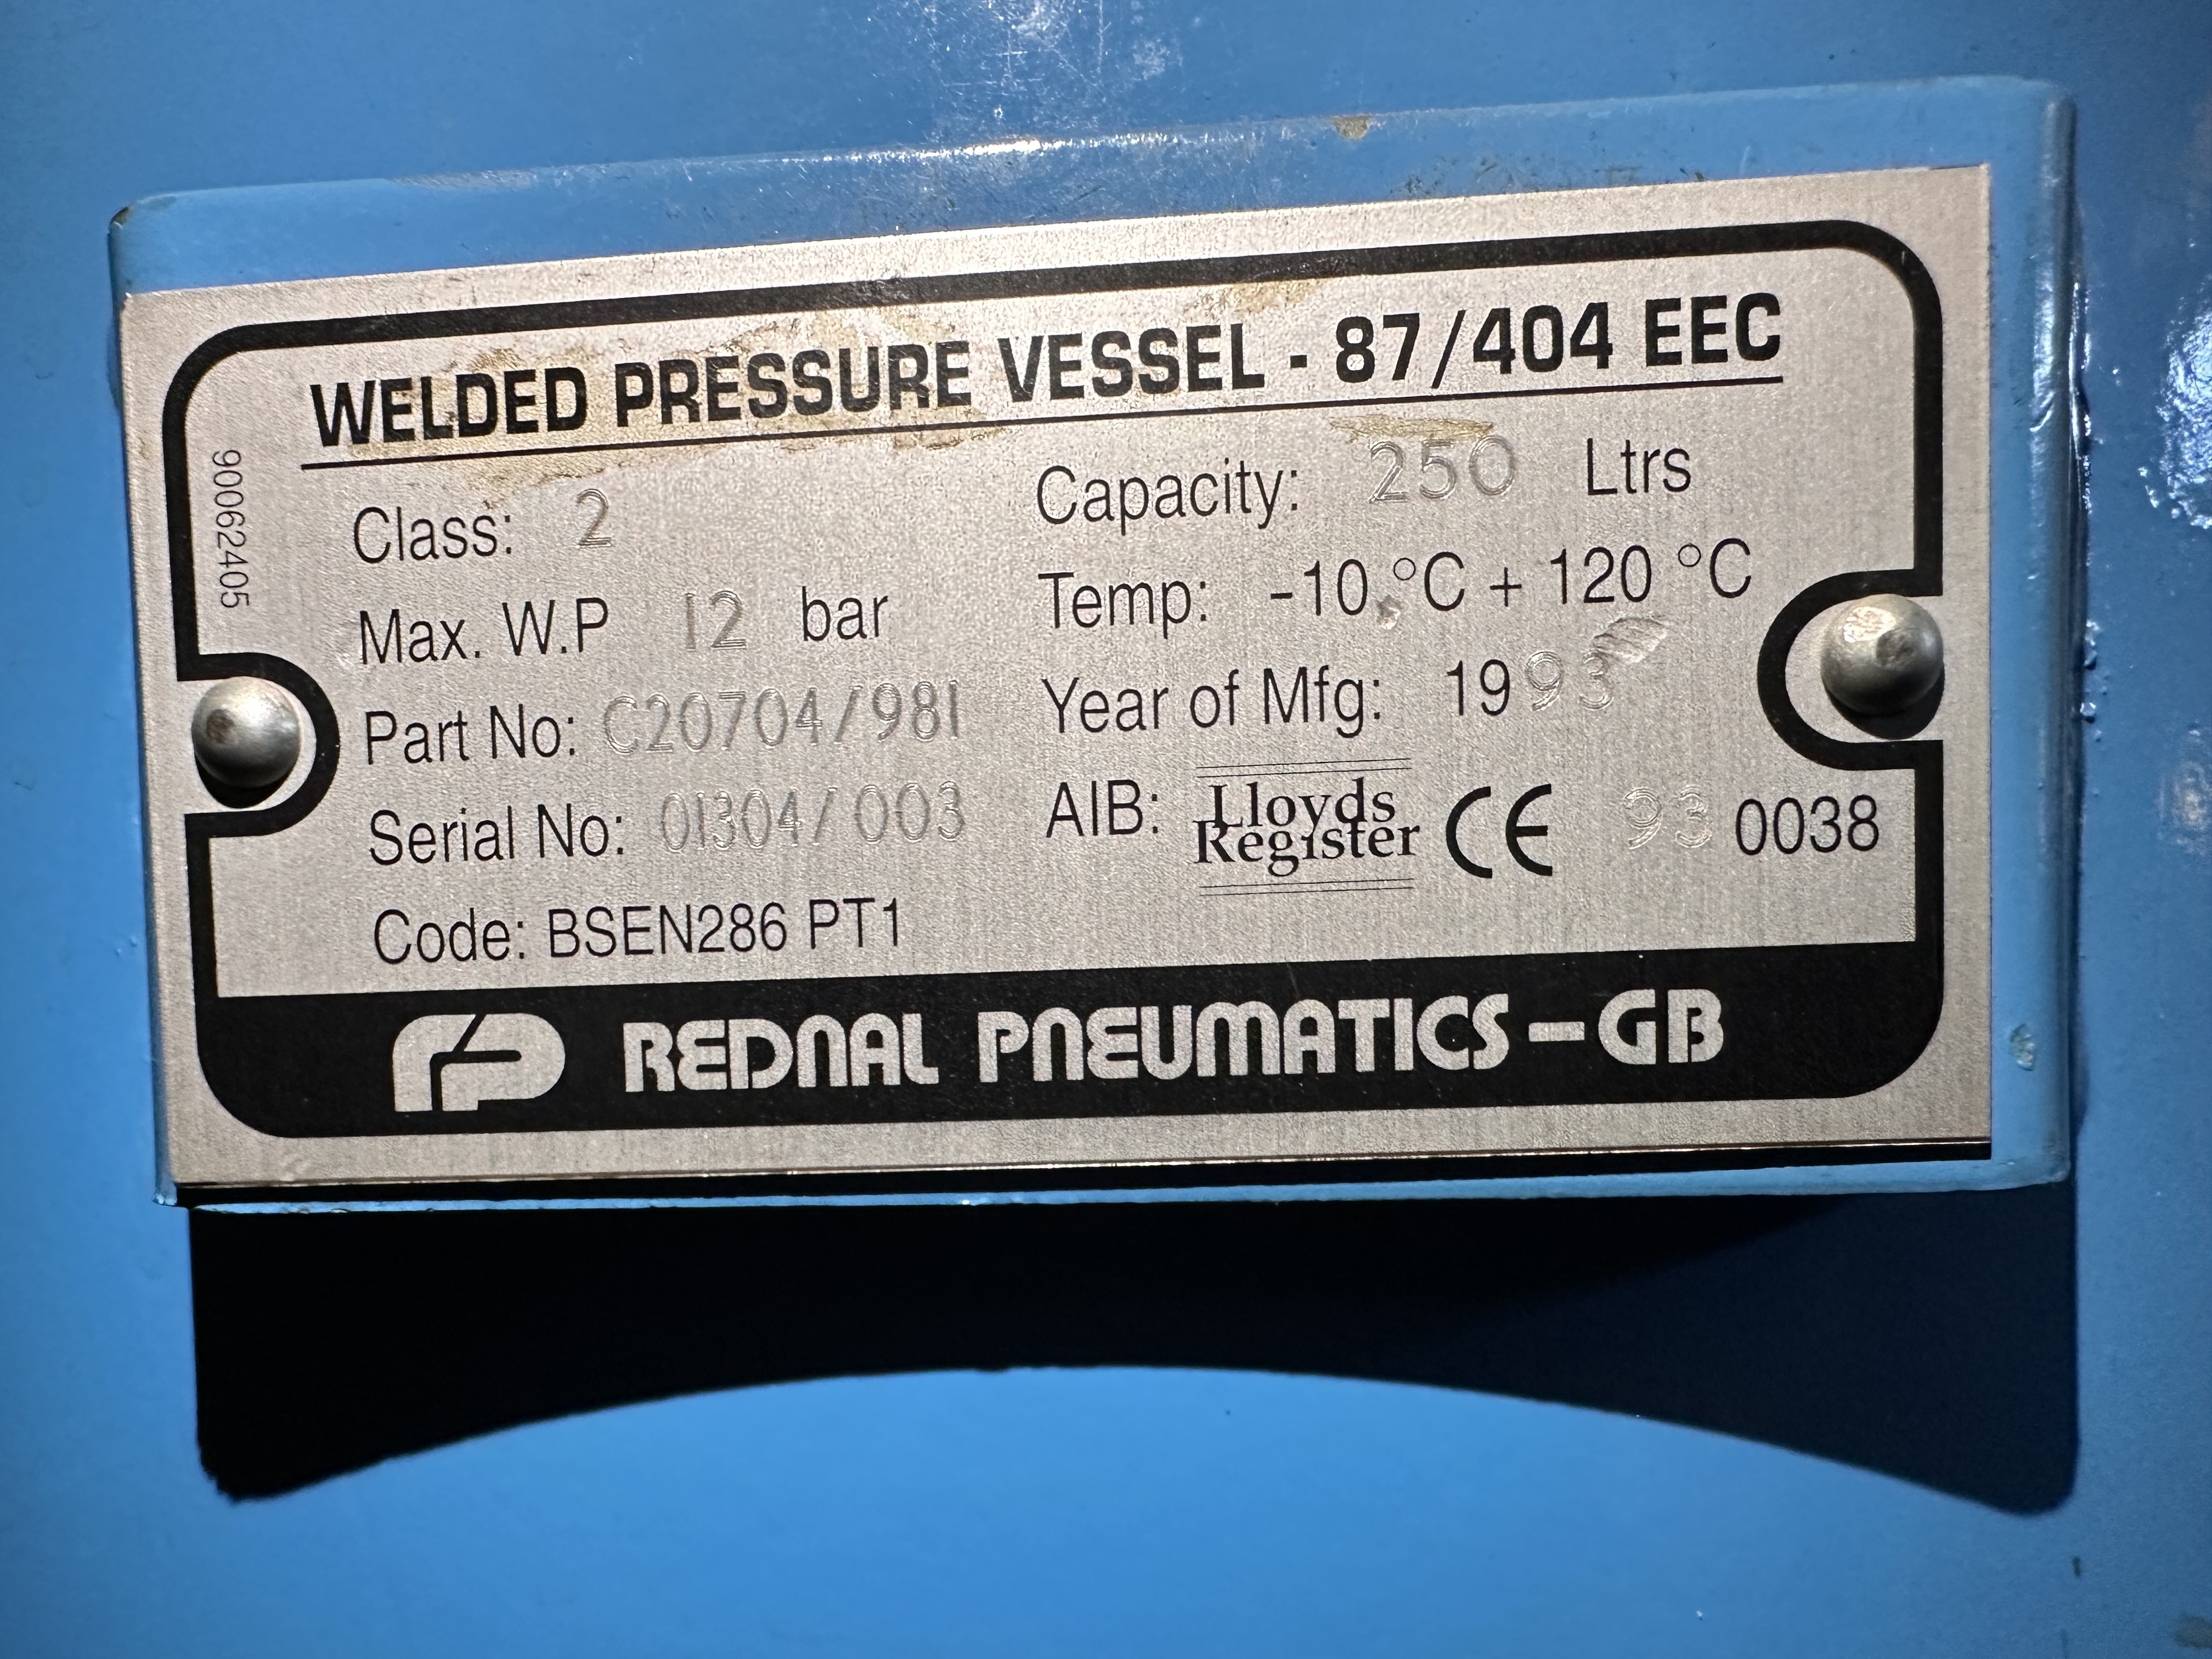 WELDED PRESSURE VESSEL - 87/404 EEC
90062405
Class: 2
Capacity: 250 Ltrs
Max. W.P 12 bar
Temp: -10 °C + 120 °C
Part No: C20704/981
Year of Mfg: 1993
Serial No: 01304/003
AIB: Lloyds Register CE 93 0038
Code: BSEN286 PT1
rp REDNAL PNEUMATICS-GB